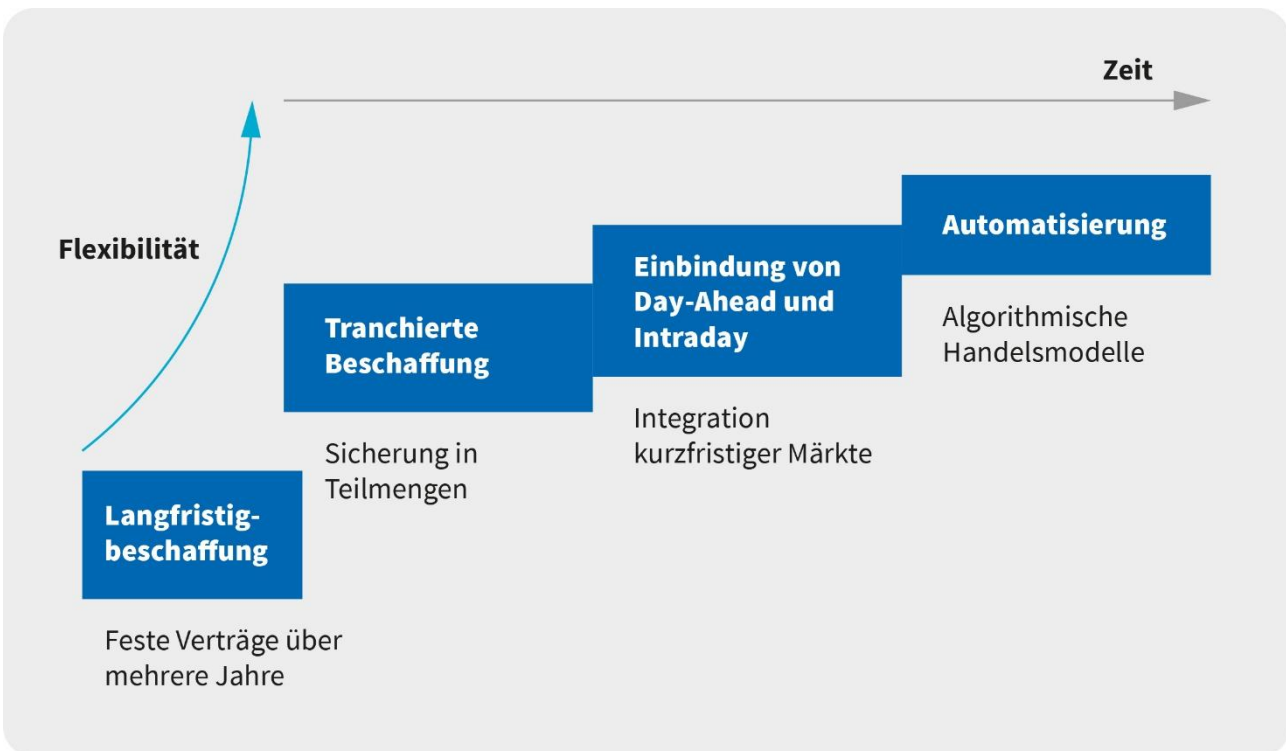 Zeit
Flexibilität
Langfristig-
beschaffung
Feste Verträge über
mehrere Jahre
Tranchierte
Beschaffung
Sicherung in
Teilmengen
Einbindung von
Day-Ahead und
Intraday
Integration
kurzfristiger Märkte
Automatisierung
Algorithmische
Handelsmodelle